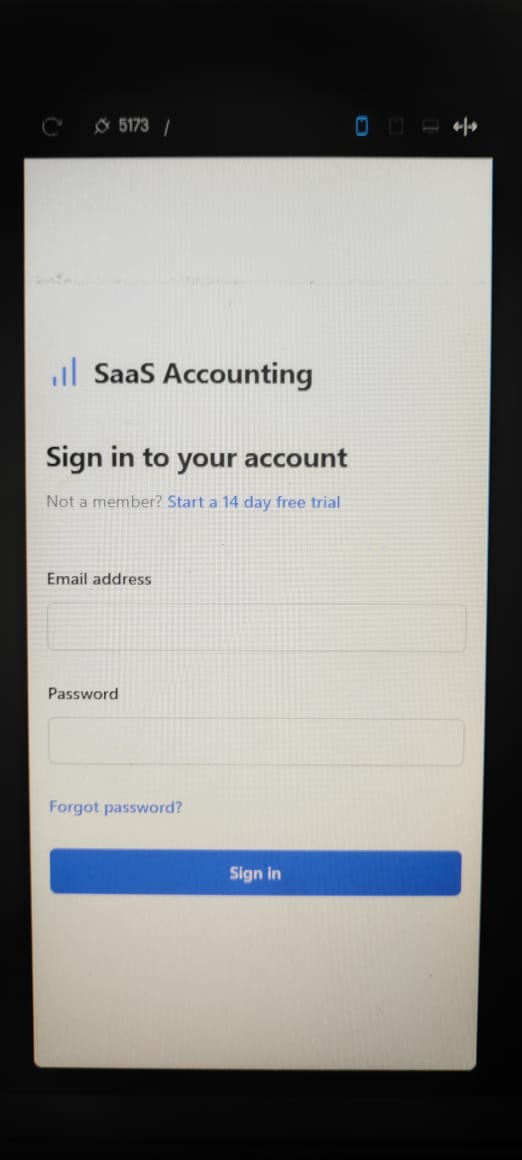 5173 /
SaaS Accounting
Sign in to your account
Not a member? Start a 14 day free trial
Email address
Password
Forgot password?
Sign in